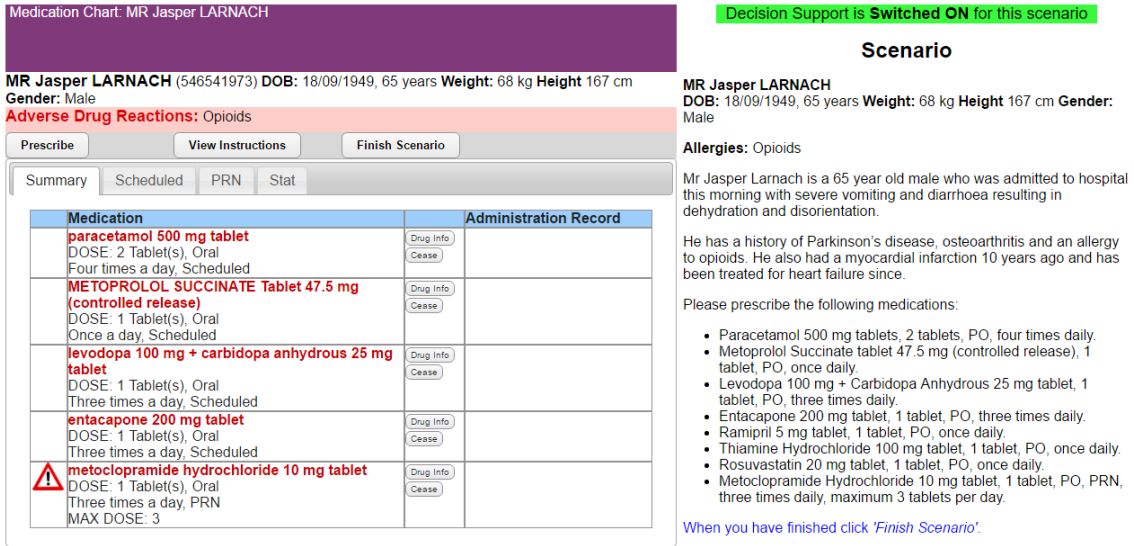 Medication Chart: MR Jasper LARNACH
MR Jasper LARNACH (546541973) DOB: 18/09/1949, 65 years Weight: 68 kg Height 167 cm
Gender: Male
Adverse Drug Reactions: Opioids
Prescribe View Instructions Finish Scenario
Summary Scheduled PRN Stat
Medication Administration Record
paracetamol 500 mg tablet
DOSE: 2 Tablet(s), Oral
Four times a day, Scheduled
Drug Info
Cease
METOPROLOL SUCCINATE Tablet 47.5 mg
(controlled release)
DOSE: 1 Tablet(s), Oral
Once a day, Scheduled
Drug Info
Cease
levodopa 100 mg + carbidopa anhydrous 25 mg
tablet
DOSE: 1 Tablet(s), Oral
Three times a day, Scheduled
Drug Info
Cease
entacapone 200 mg tablet
DOSE: 1 Tablet(s), Oral
Three times a day, Scheduled
Drug Info
Cease
metoclopramide hydrochloride 10 mg tablet
DOSE: 1 Tablet(s), Oral
Three times a day, PRN
MAX DOSE: 3
Drug Info
Cease
Decision Support is Switched ON for this scenario
Scenario
MR Jasper LARNACH
DOB: 18/09/1949, 65 years Weight: 68 kg Height 167 cm Gender:
Male
Allergies: Opioids
Mr Jasper Larnach is a 65 year old male who was admitted to hospital
this morning with severe vomiting and diarrhoea resulting in
dehydration and disorientation.
He has a history of Parkinson's disease, osteoarthritis and an allergy
to opioids. He also had a myocardial infarction 10 years ago and has
been treated for heart failure since.
Please prescribe the following medications:
• Paracetamol 500 mg tablets, 2 tablets, PO, four times daily.
• Metoprolol Succinate tablet 47.5 mg (controlled release), 1
tablet, PO, once daily.
• Levodopa 100 mg + Carbidopa Anhydrous 25 mg tablet, 1
tablet, PO, three times daily.
• Entacapone 200 mg tablet, 1 tablet, PO, three times daily.
• Ramipril 5 mg tablet, 1 tablet, PO, once daily.
• Thiamine Hydrochloride 100 mg tablet, 1 tablet, PO, once daily.
• Rosuvastatin 20 mg tablet, 1 tablet, PO, once daily.
• Metoclopramide Hydrochloride 10 mg tablet, 1 tablet, PO, PRN,
three times daily, maximum 3 tablets per day.
When you have finished click 'Finish Scenario'.